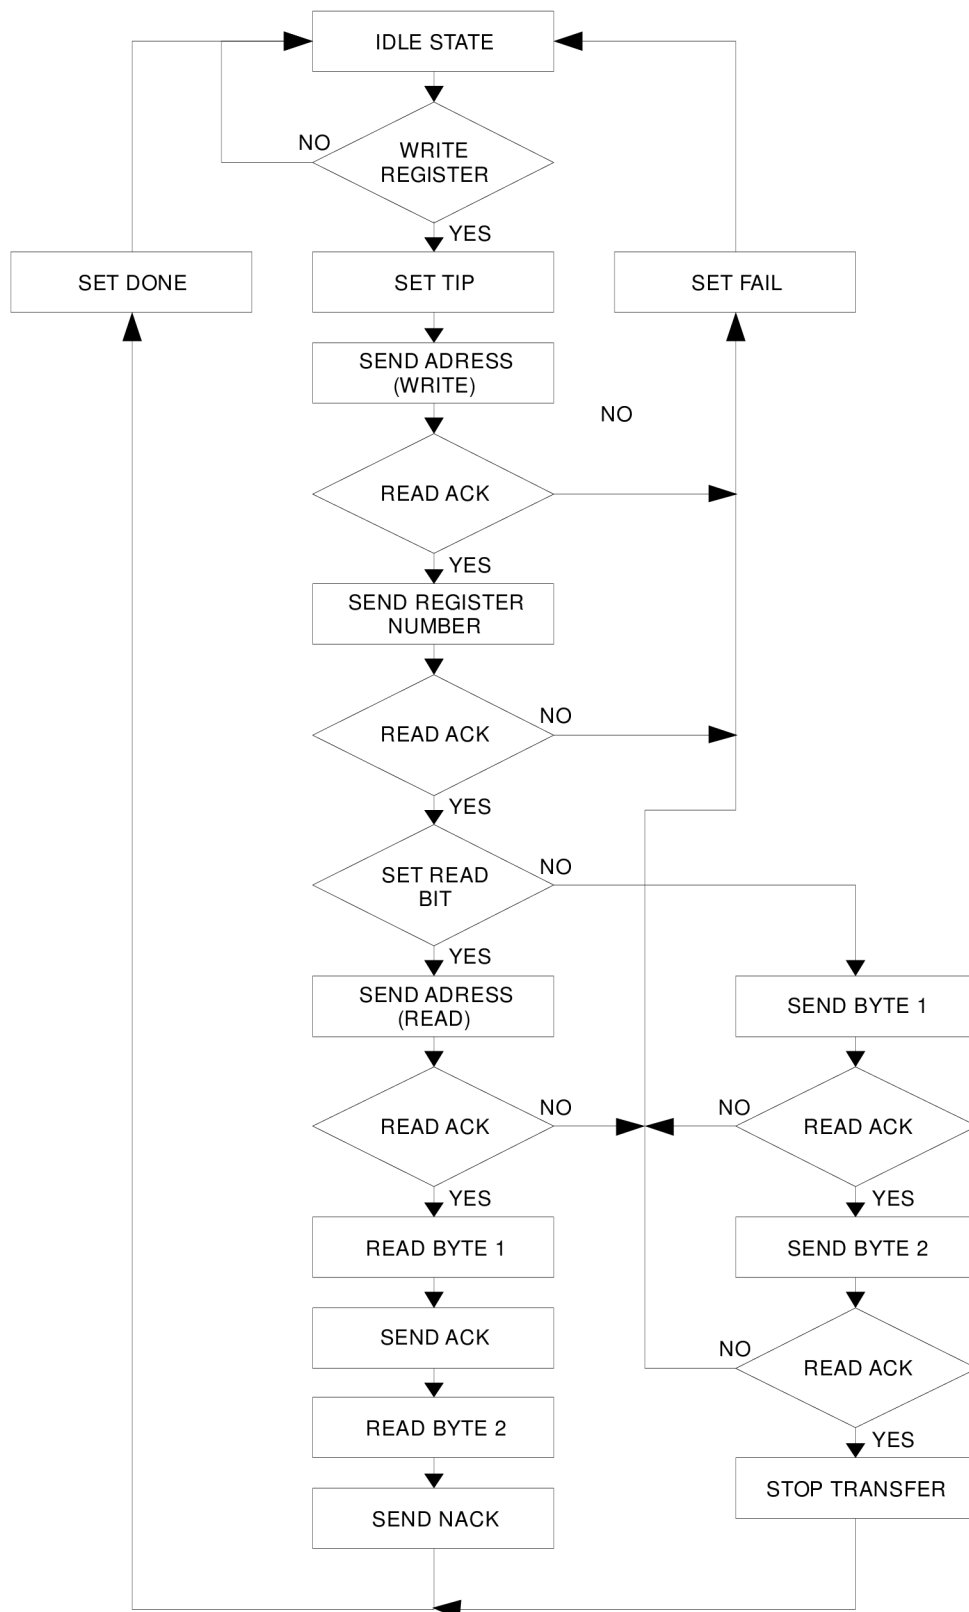 IDLE STATE
NO
WRITE
REGISTER
YES
SET DONE
SET TIP
SET FAIL
SEND ADRESS
(WRITE)
NO
READ ACK
YES
SEND REGISTER
NUMBER
NO
READ ACK
YES
NO
SET READ
BIT
YES
SEND ADRESS
(READ)
SEND BYTE 1
NO
NO
READ ACK
READ ACK
YES
YES
READ BYTE 1
SEND BYTE 2
SEND ACK
NO
READ ACK
READ BYTE 2
YES
STOP TRANSFER
SEND NACK